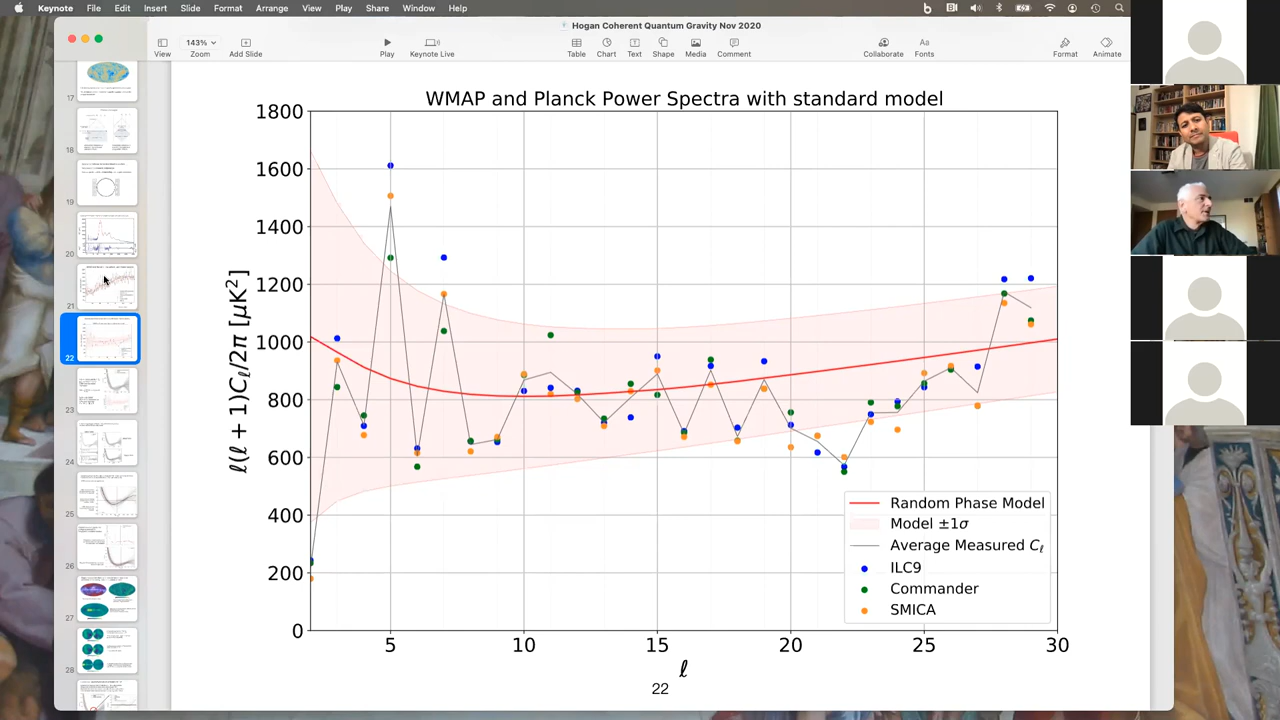 Keynote File Edit Insert Slide Format Arrange View Play Share Window Help
Hogan Coherent Quantum Gravity Nov 2020
143%
View Zoom Add Slide Play Keynote Live Table Chart Text Shape Media Comment Collaborate Fonts Format Animate
17
18
19
20
21
22
23
24
25
26
27
28
WMAP and Planck Power Spectra with standard model
ℓ(ℓ + 1)Cℓ/2π [μK²]
1800
1600
1400
1200
1000
800
600
400
200
0
Random Phase Model
Model ±1σ
Average Measured Cℓ
ILC9
Commander
SMICA
5 10 15 20 25 30
ℓ
22